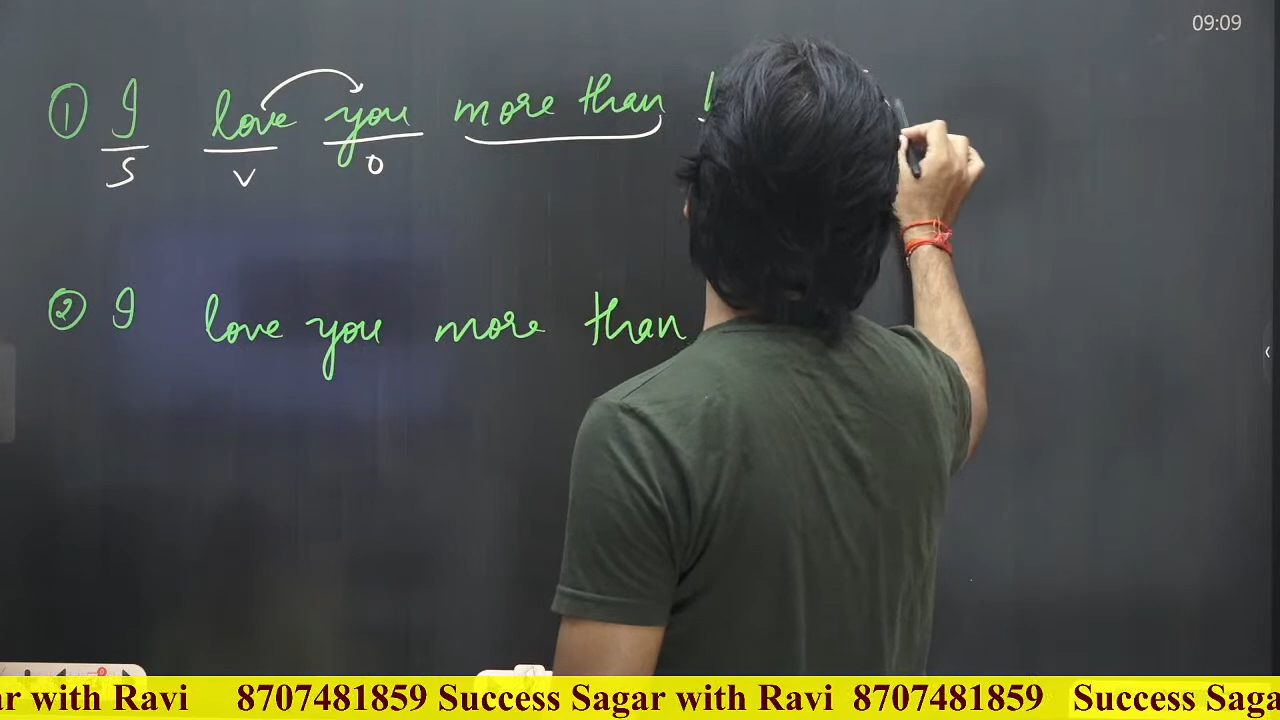 09:09
① I love you more than
S V O
② I love you more than
ar with Ravi 8707481859 Success Sagar with Ravi 8707481859 Success Saga